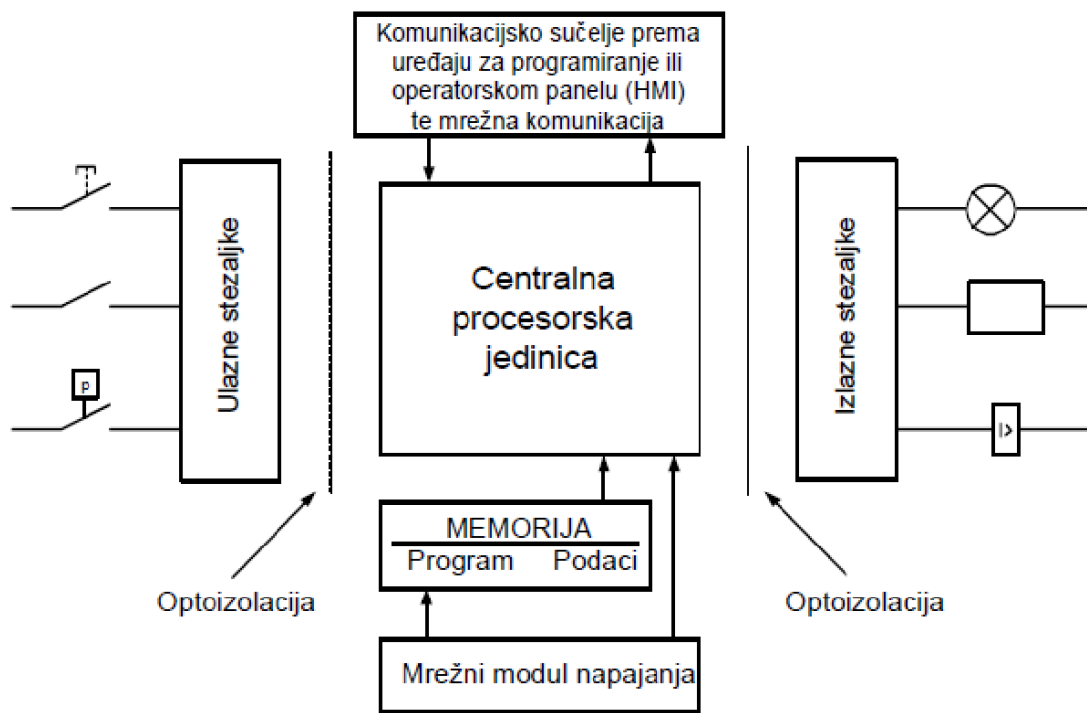 Komunikacijsko sučelje prema
uređaju za programiranje ili
operatorskom panelu (HMI)
te mrežna komunikacija
Ulazne stezaljke
Centralna
procesorska
jedinica
Izlazne stezaljke
p
|>
MEMORIJA
Program Podaci
Optoizolacija
Optoizolacija
Mrežni modul napajanja